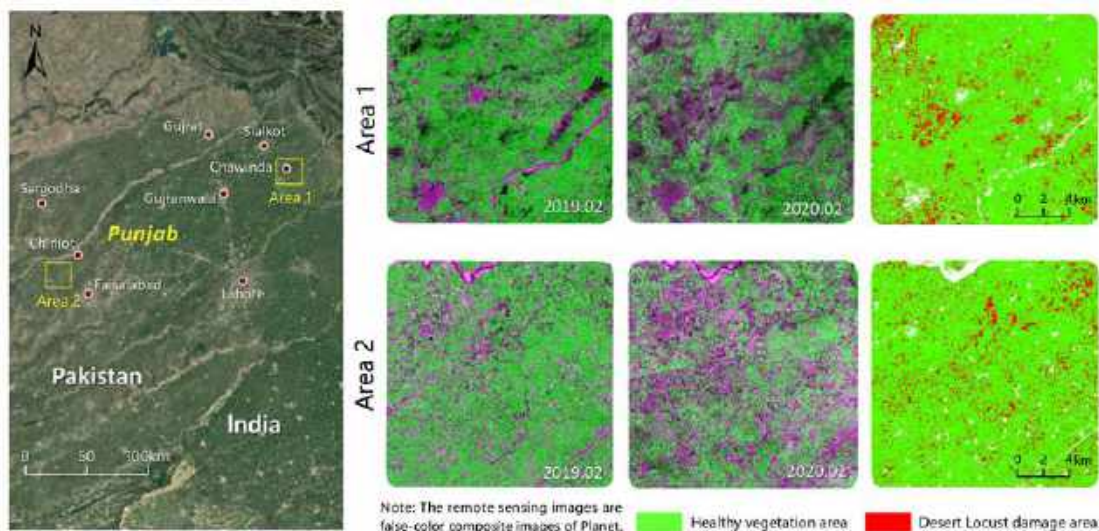 N
Gujrat
Sialkot
Chawinda
Area 1
Sargodha
Gujranwala
Punjab
Chiniot
Area 2
Faisalabad
Lahore
Pakistan
India
0 50 100km
Area 1
2019.02
2020.02
0 2 4km
Area 2
2019.02
2020.02
0 2 4km
Note: The remote sensing images are
false-color composite images of Planet.
Healthy vegetation area
Desert Locust damage area